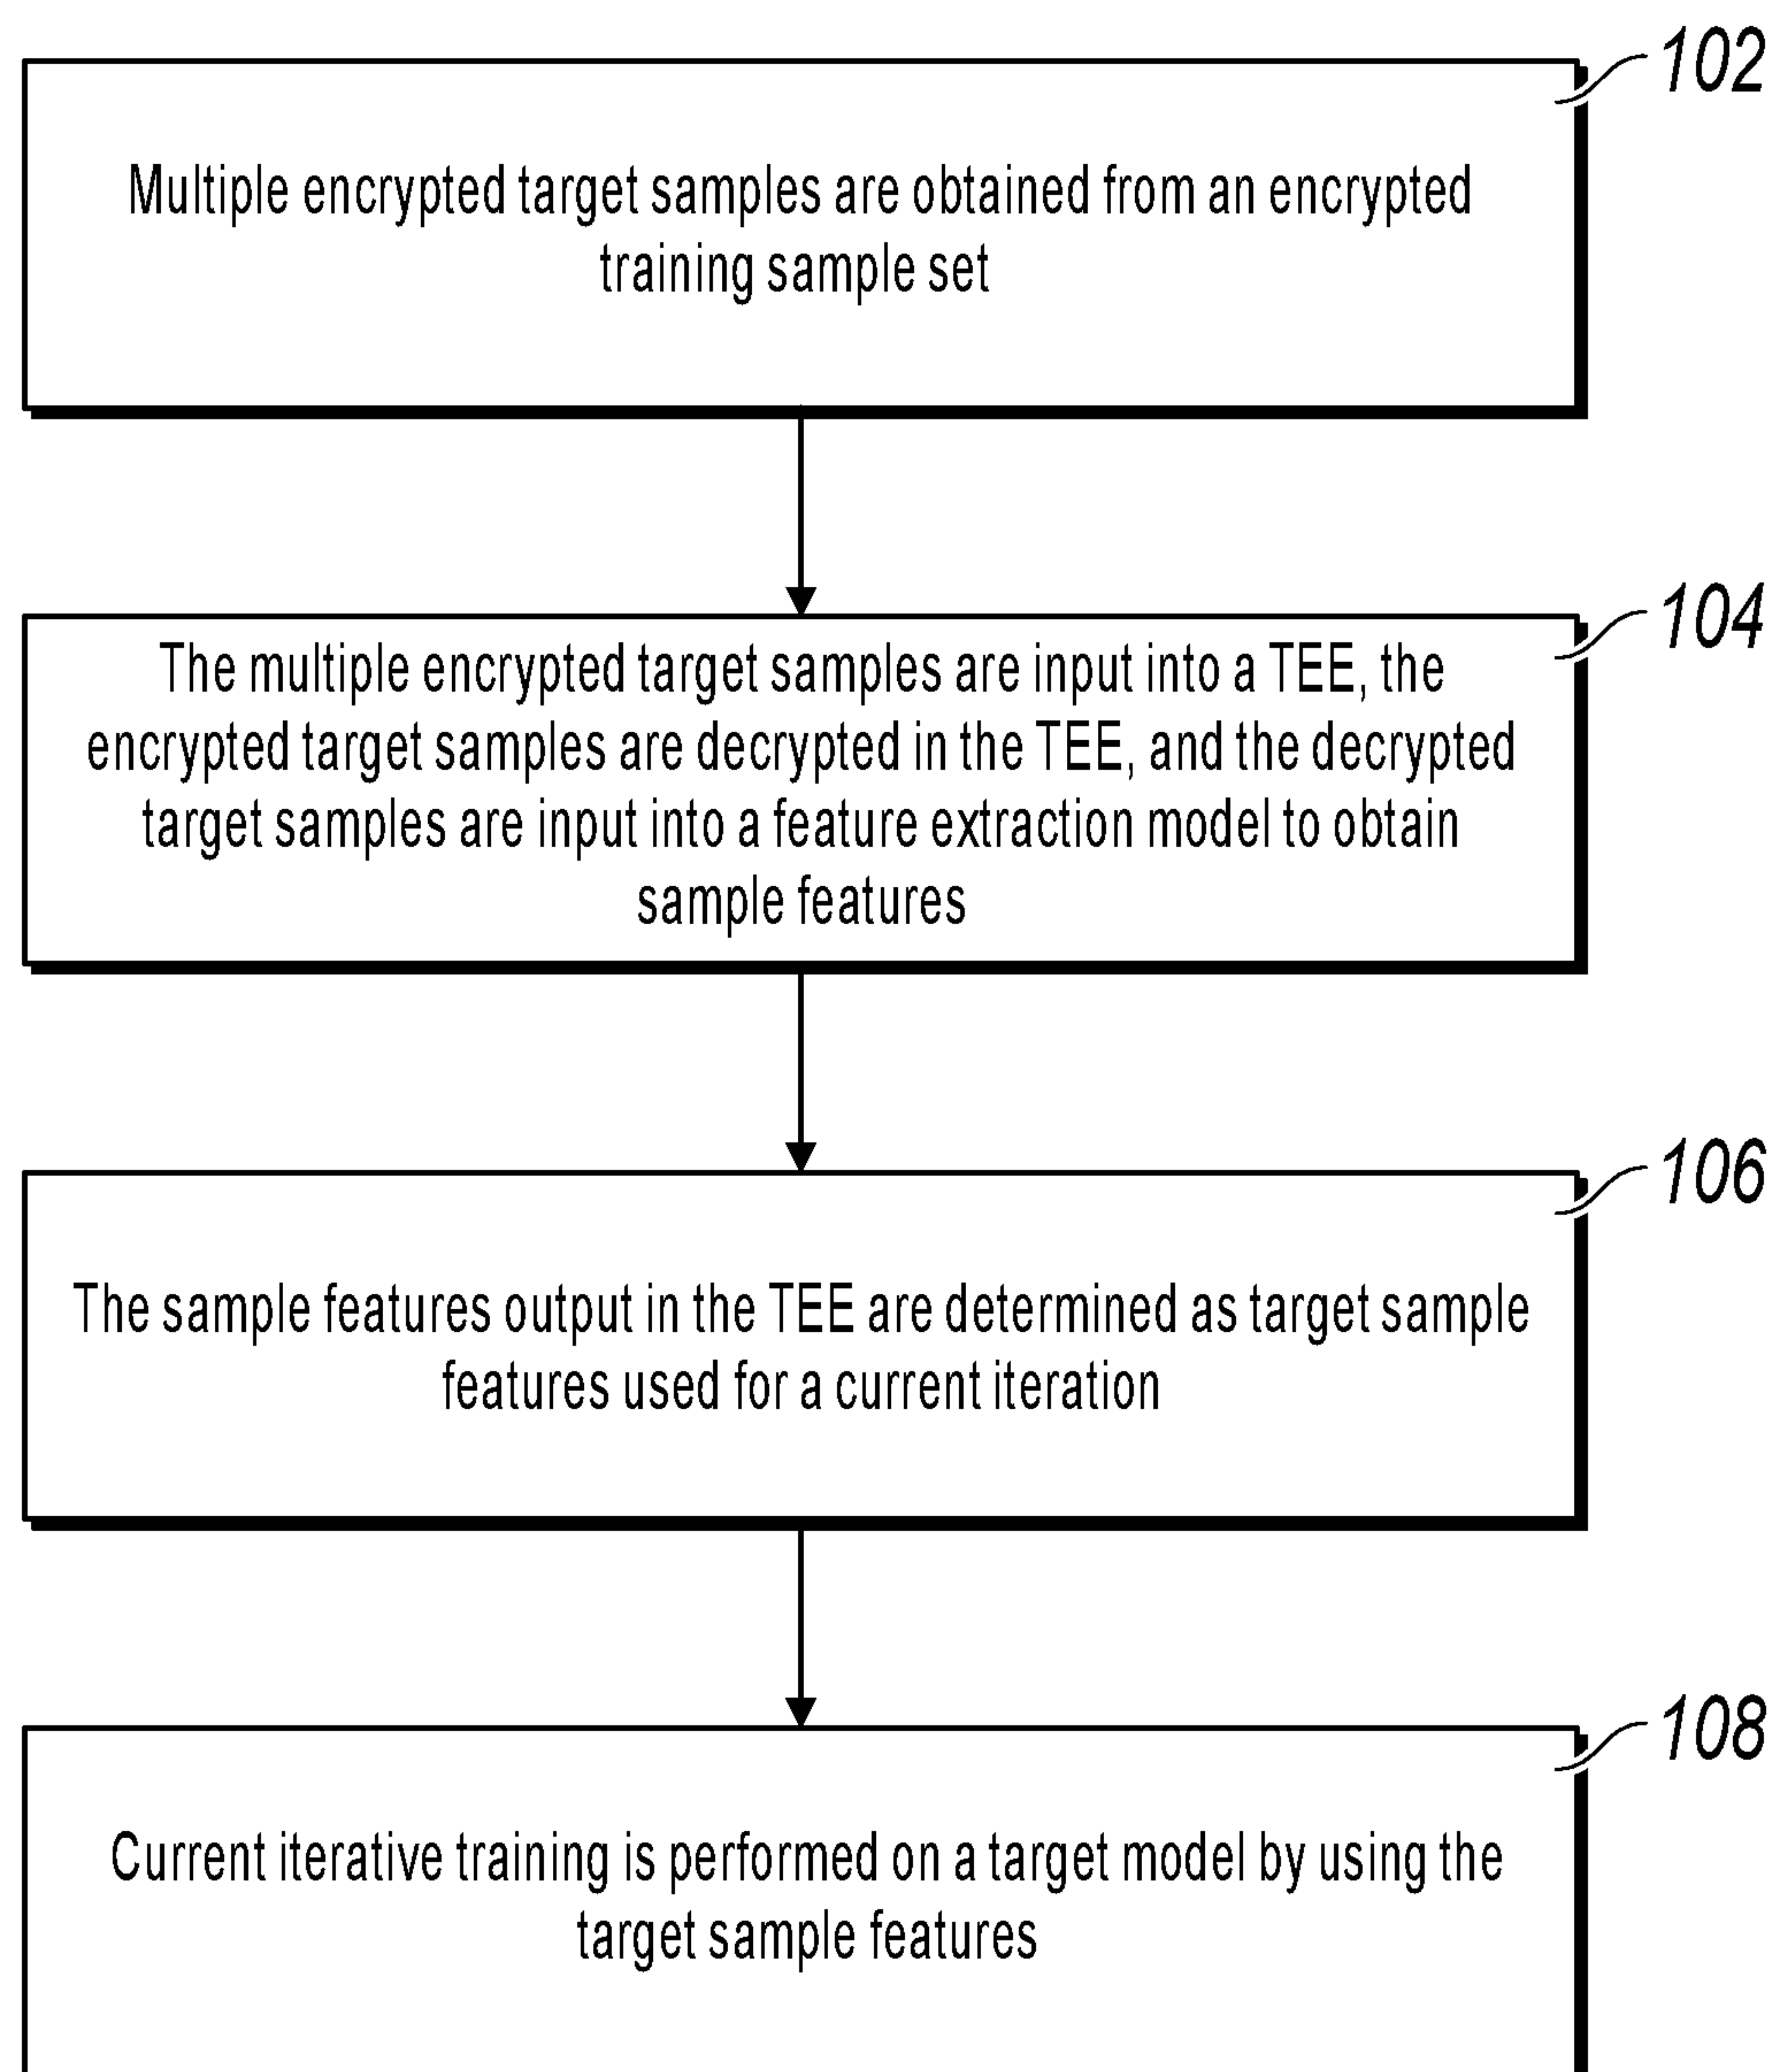 102
Multiple encrypted target samples are obtained from an encrypted
training sample set
104
The multiple encrypted target samples are input into a TEE, the
encrypted target samples are decrypted in the TEE, and the decrypted
target samples are input into a feature extraction model to obtain
sample features
106
The sample features output in the TEE are determined as target sample
features used for a current iteration
108
Current iterative training is performed on a target model by using the
target sample features